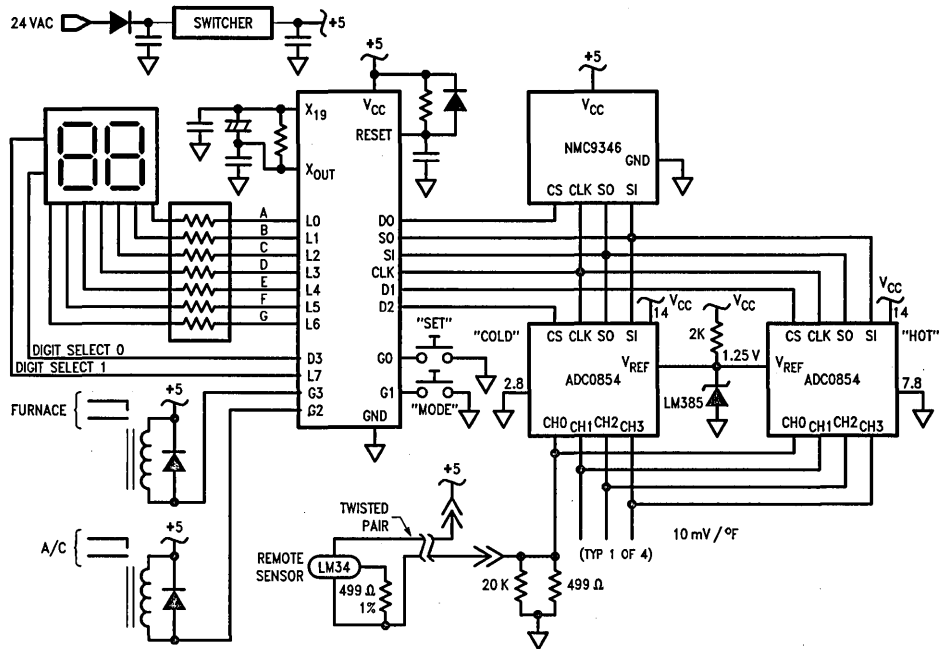 24 VAC
SWITCHER
+5
+5
+5
VCC
X19
RESET
XOUT
VCC
NMC9346
GND
CS CLK SO SI
A
B
C
D
E
F
G
L0
L1
L2
L3
L4
L5
L6
DO
SO
SI
CLK
D1
D2
DIGIT SELECT 0
DIGIT SELECT 1
D3
L7
G3
G2
G0
G1
GND
"SET"
"MODE"
"COLD"
VCC
14
CS CLK SO SI
VREF
ADC0854
2.8
CH0 CH1 CH2 CH3
VCC
2K
1.25 V
LM385
VCC
14
CS CLK SO SI
"HOT"
VREF
ADC0854
7.8
CH0 CH1 CH2 CH3
FURNACE
+5
A/C
+5
+5
TWISTED
PAIR
REMOTE
SENSOR
LM34
499 Ω
1%
20 K
499 Ω
(TYP 1 OF 4)
10 mV/°F